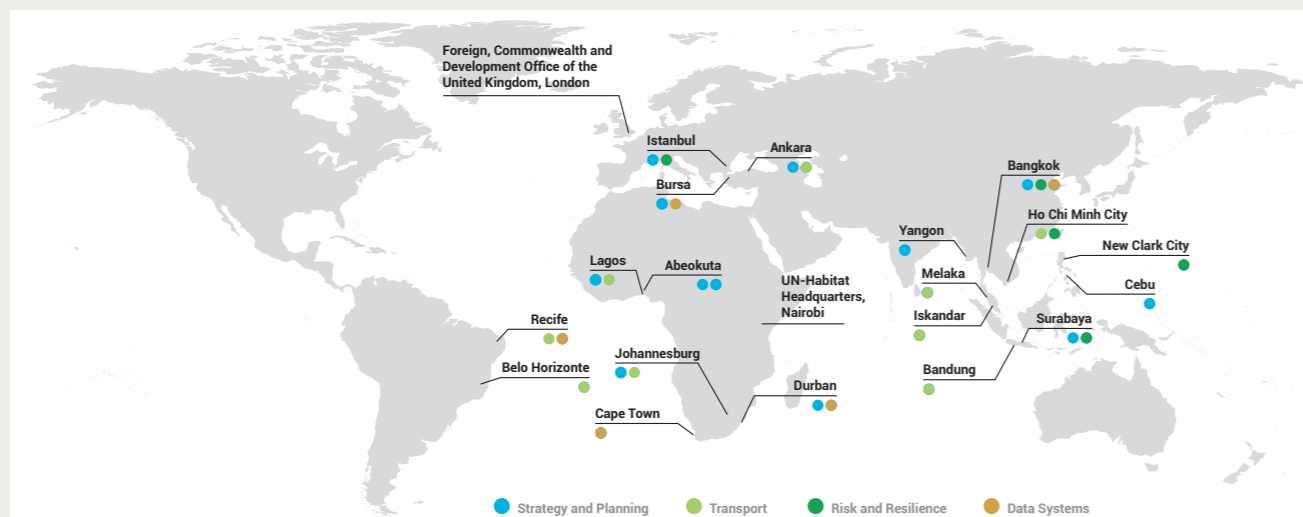 Foreign, Commonwealth and
Development Office of the
United Kingdom, London
Istanbul
Ankara
Bursa
Bangkok
Ho Chi Minh City
Yangon
New Clark City
Lagos
Abeokuta
UN-Habitat
Headquarters,
Nairobi
Melaka
Cebu
Iskandar
Surabaya
Recife
Johannesburg
Belo Horizonte
Bandung
Durban
Cape Town
Strategy and Planning
Transport
Risk and Resilience
Data Systems